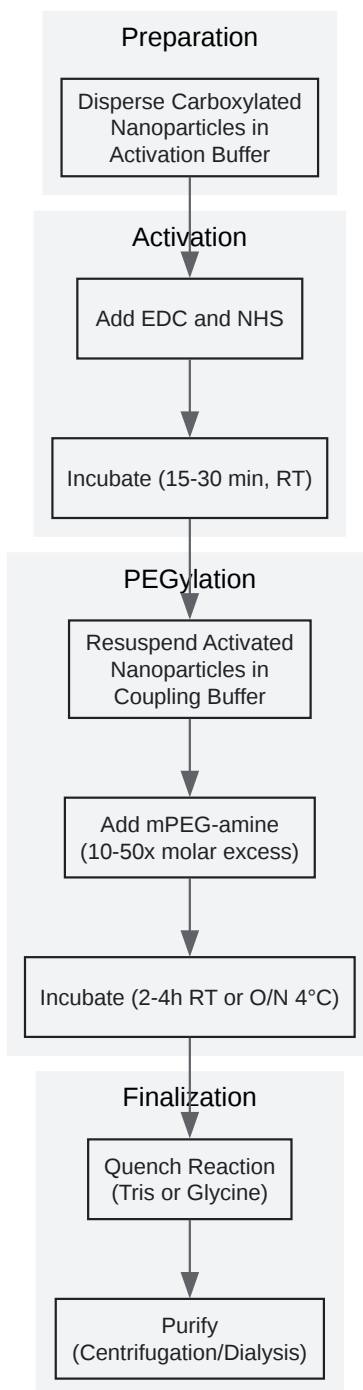 Preparation
Disperse Carboxylated
Nanoparticles in
Activation Buffer
Activation
Add EDC and NHS
Incubate (15-30 min, RT)
PEGylation
Resuspend Activated
Nanoparticles in
Coupling Buffer
Add mPEG-amine
(10-50x molar excess)
Incubate (2-4h RT or O/N 4°C)
Finalization
Quench Reaction
(Tris or Glycine)
Purify
(Centrifugation/Dialysis)